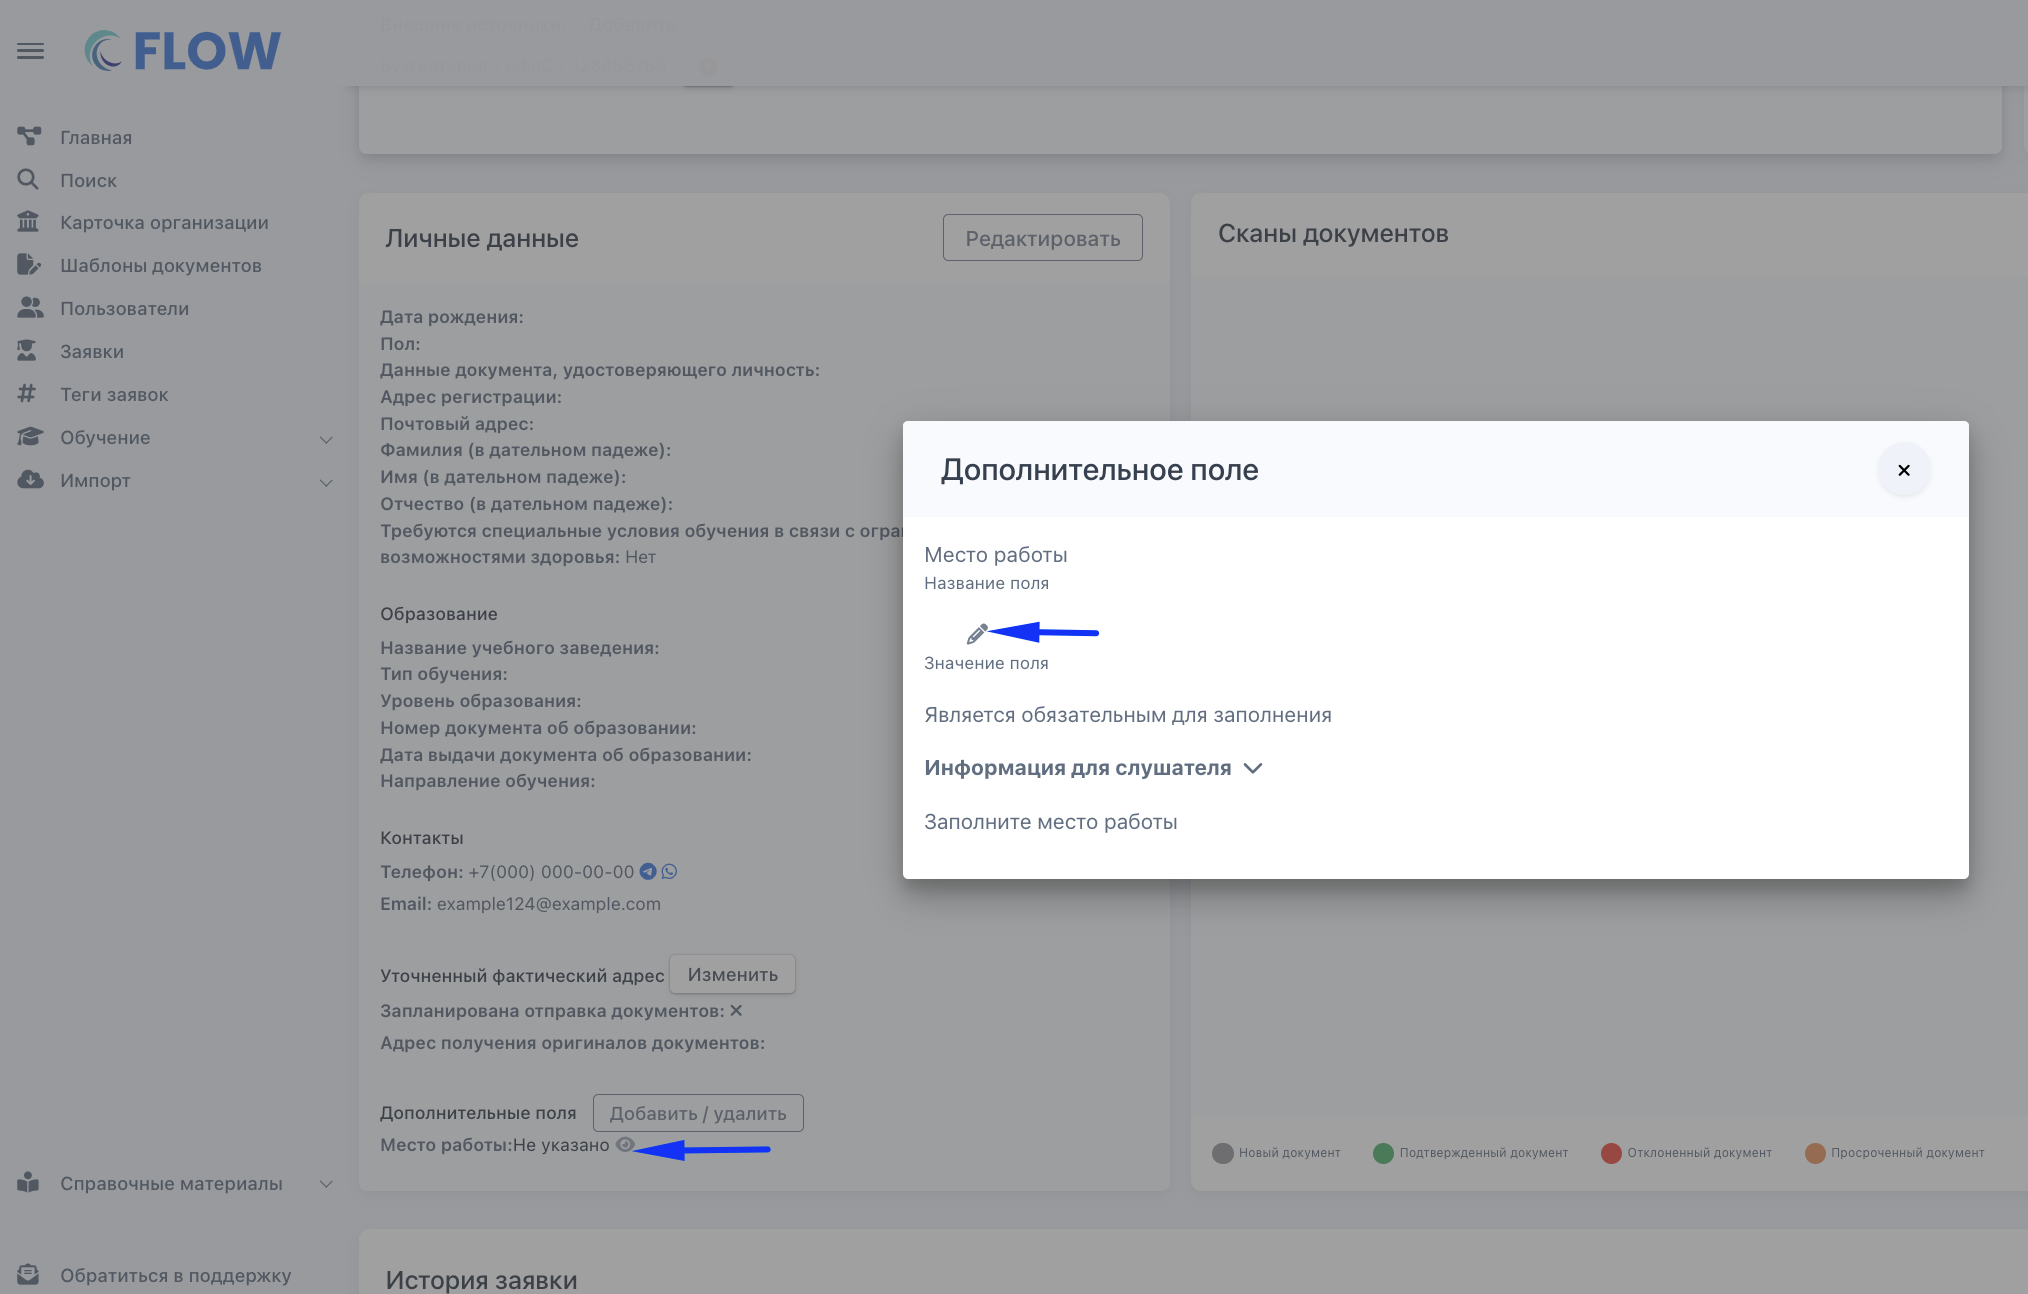 FLOW
Главная
Поиск
Карточка организации
Шаблоны документов
Пользователи
Заявки
Теги заявок
Обучение
Импорт
Справочные материалы
Обратиться в поддержку
Личные данные
Редактировать
Дата рождения:
Пол:
Данные документа, удостоверяющего личность:
Адрес регистрации:
Почтовый адрес:
Фамилия (в дательном падеже):
Имя (в дательном падеже):
Отчество (в дательном падеже):
Требуются специальные условия обучения в связи с
возможностями здоровья: Нет
Образование
Название учебного заведения:
Тип обучения:
Уровень образования:
Номер документа об образовании:
Дата выдачи документа об образовании:
Направление обучения:
Контакты
Телефон: +7(000) 000-00-00
Email: example124@example.com
Уточненный фактический адрес Изменить
Запланирована отправка документов: ×
Адрес получения оригиналов документов:
Дополнительные поля Добавить / удалить
Место работы:Не указано
История заявки
Сканы документов
Новый документ Подтвержденный документ Отклоненный документ Просроченный документ
Дополнительное поле
Место работы
Название поля
Значение поля
Является обязательным для заполнения
Информация для слушателя
Заполните место работы